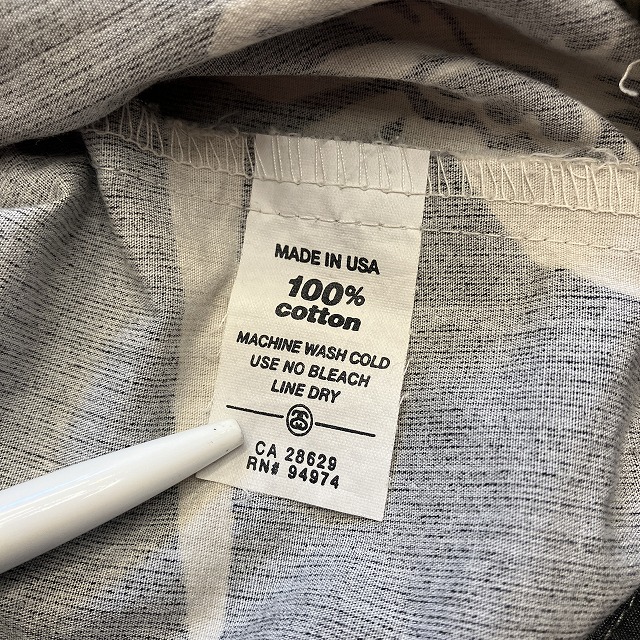 MADE IN USA
100%
cotton
MACHINE WASH COLD
USE NO BLEACH
LINE DRY
CA 28629
RN# 94974